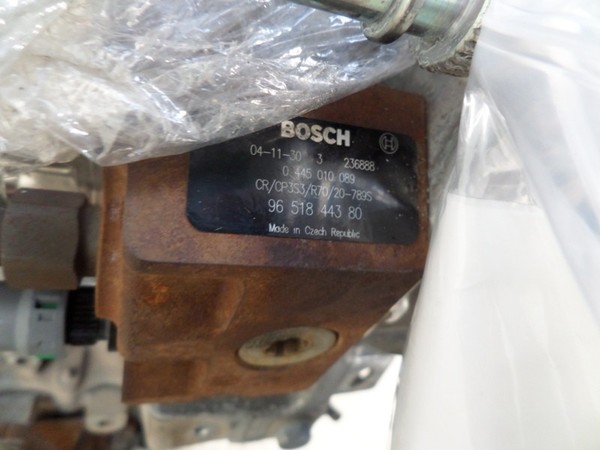 BOSCH
04-11-30 3 236888
0 445 010 089
CR/CP3S3/R70/20-789S
96 518 443 80
Made in Czech Republic